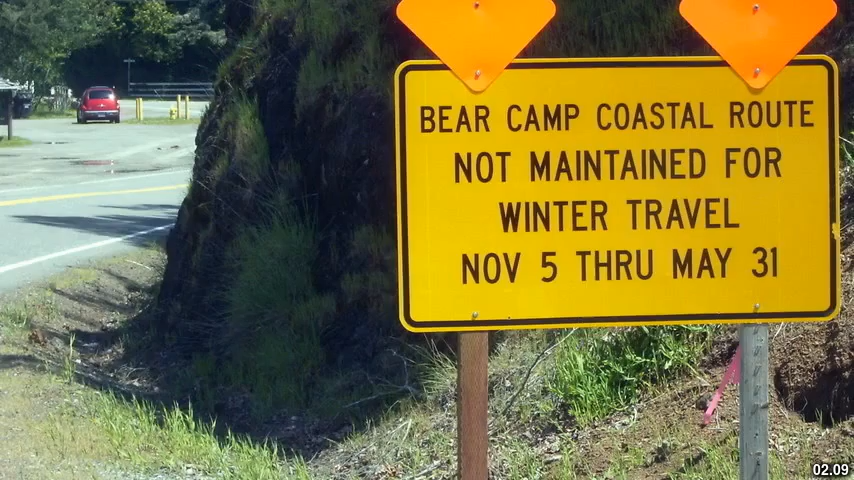 BEAR CAMP COASTAL ROUTE
NOT MAINTAINED FOR
WINTER TRAVEL
NOV 5 THRU MAY 31
02.09